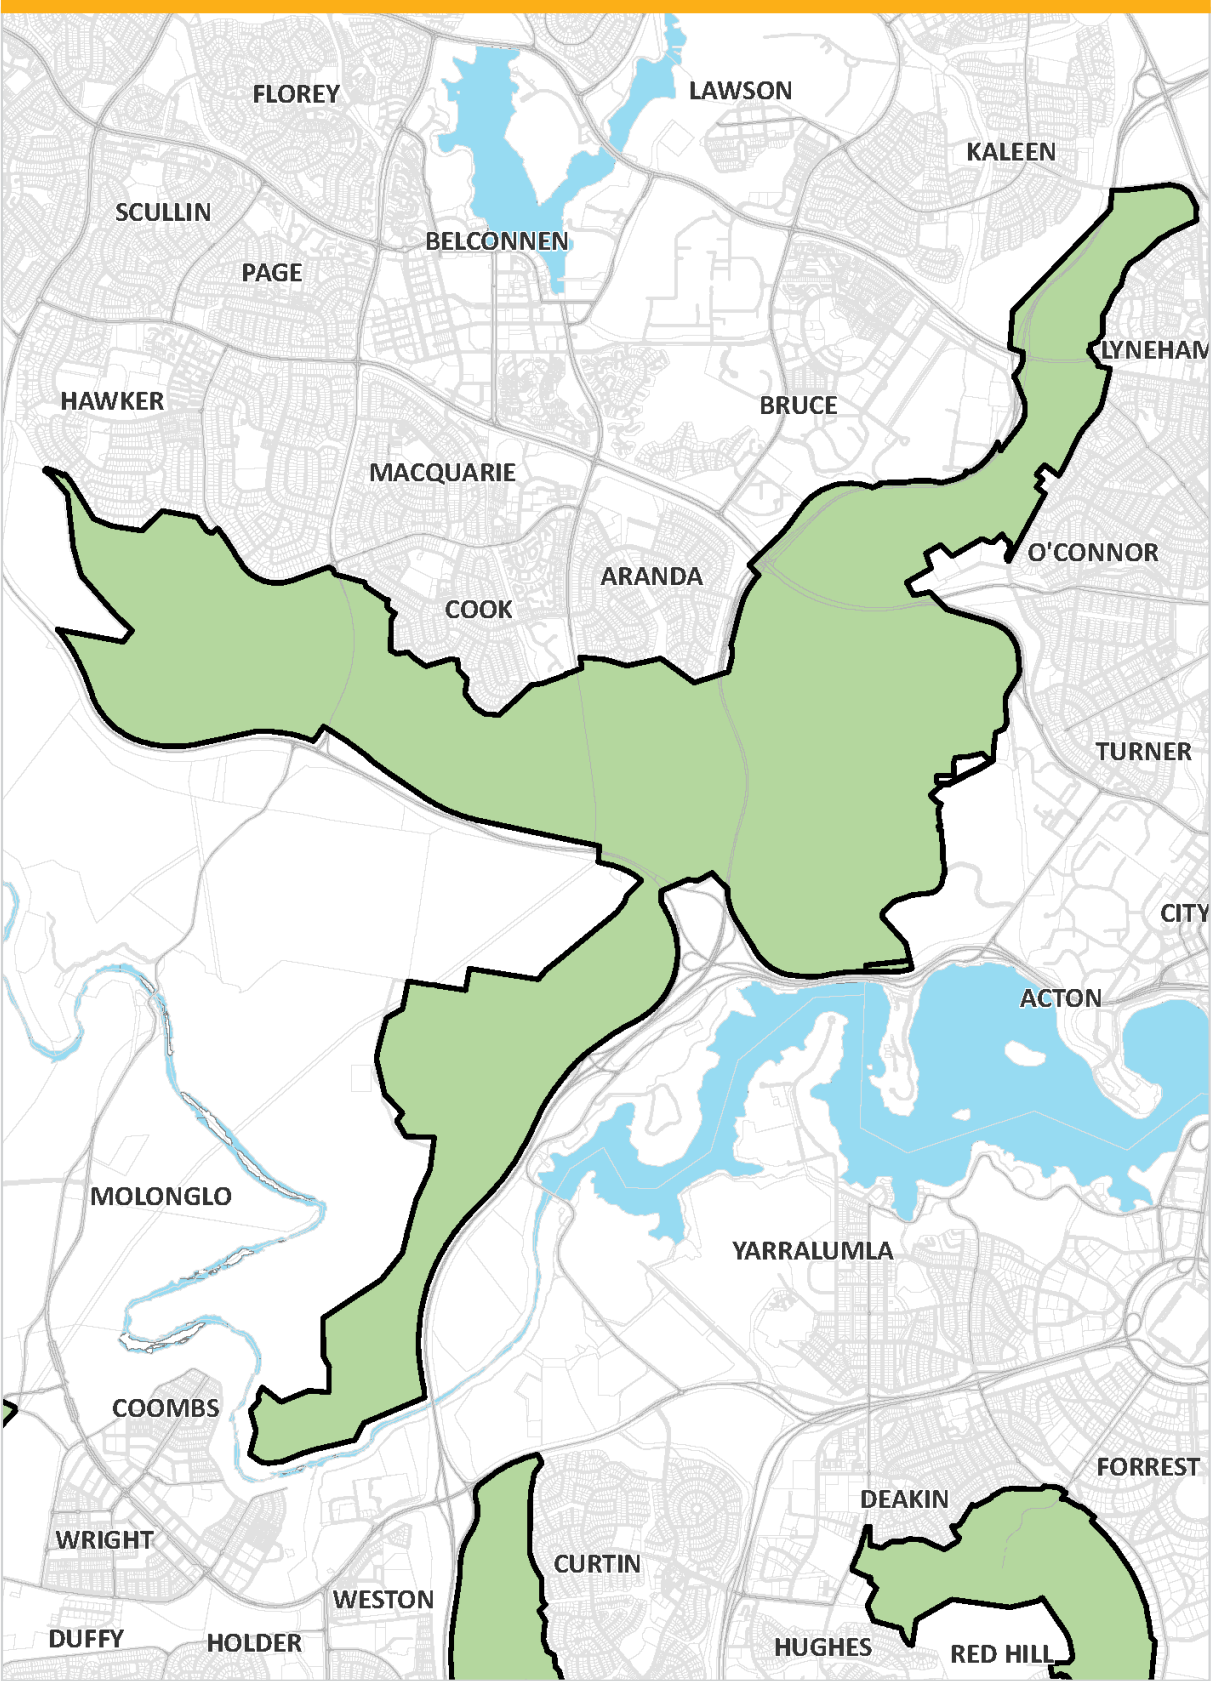 LAWSON
FLOREY
KALEEN
SCULLIN
BELCONNEN
PAGE
LYNEHAM
HAWKER
BRUCE
MACQUARIE
O'CONNOR
ARANDA
COOK
TURNER
CITY
ACTON
MOLONGLO
YARRALUMLA
COOMBS
FORREST
DEAKIN
WRIGHT
CURTIN
WESTON
DUFFY
HOLDER
HUGHES
RED HILL